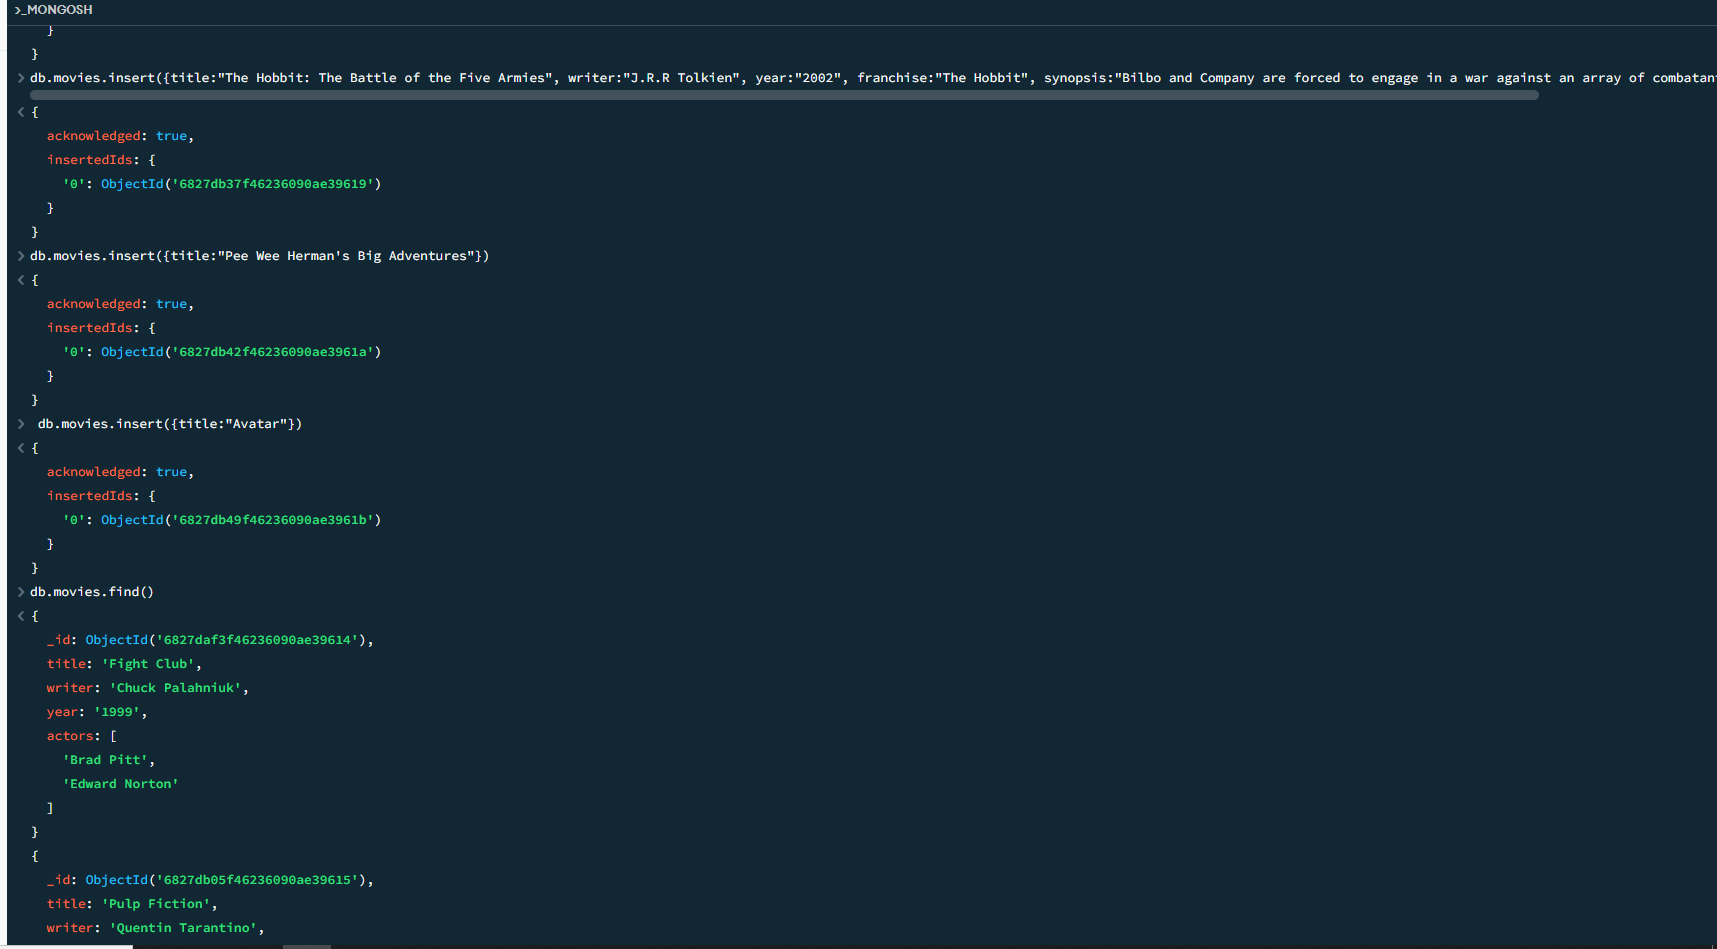 >_MONGOSH
}
}
> db.movies.insert({title:"The Hobbit: The Battle of the Five Armies", writer:"J.R.R Tolkien", year:"2002", franchise:"The Hobbit", synopsis:"Bilbo and Company are forced to engage in a war against an array of combatan
< {
acknowledged: true,
insertedIds: {
'0': ObjectId('6827db37f46236090ae39619')
}
}
> db.movies.insert({title:"Pee Wee Herman's Big Adventures"})
< {
acknowledged: true,
insertedIds: {
'0': ObjectId('6827db42f46236090ae3961a')
}
}
> db.movies.insert({title:"Avatar"})
< {
acknowledged: true,
insertedIds: {
'0': ObjectId('6827db49f46236090ae3961b')
}
}
> db.movies.find()
< {
_id: ObjectId('6827daf3f46236090ae39614'),
title: 'Fight Club',
writer: 'Chuck Palahniuk',
year: '1999',
actors: [
'Brad Pitt',
'Edward Norton'
]
}
{
_id: ObjectId('6827db05f46236090ae39615'),
title: 'Pulp Fiction',
writer: 'Quentin Tarantino',